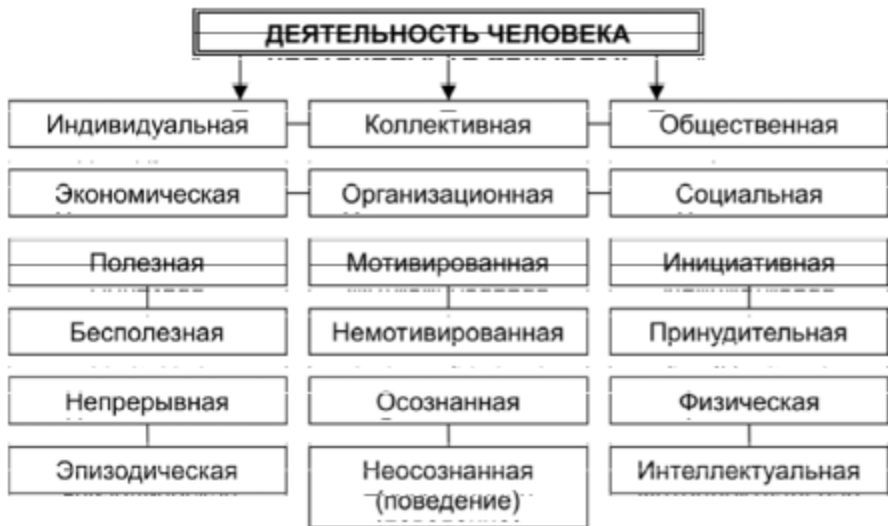 ДЕЯТЕЛЬНОСТЬ ЧЕЛОВЕКА
Индивидуальная
Коллективная
Общественная
Экономическая
Организационная
Социальная
Полезная
Мотивированная
Инициативная
Бесполезная
Немотивированная
Принудительная
Непрерывная
Осознанная
Физическая
Эпизодическая
Неосознанная
(поведение)
Интеллектуальная